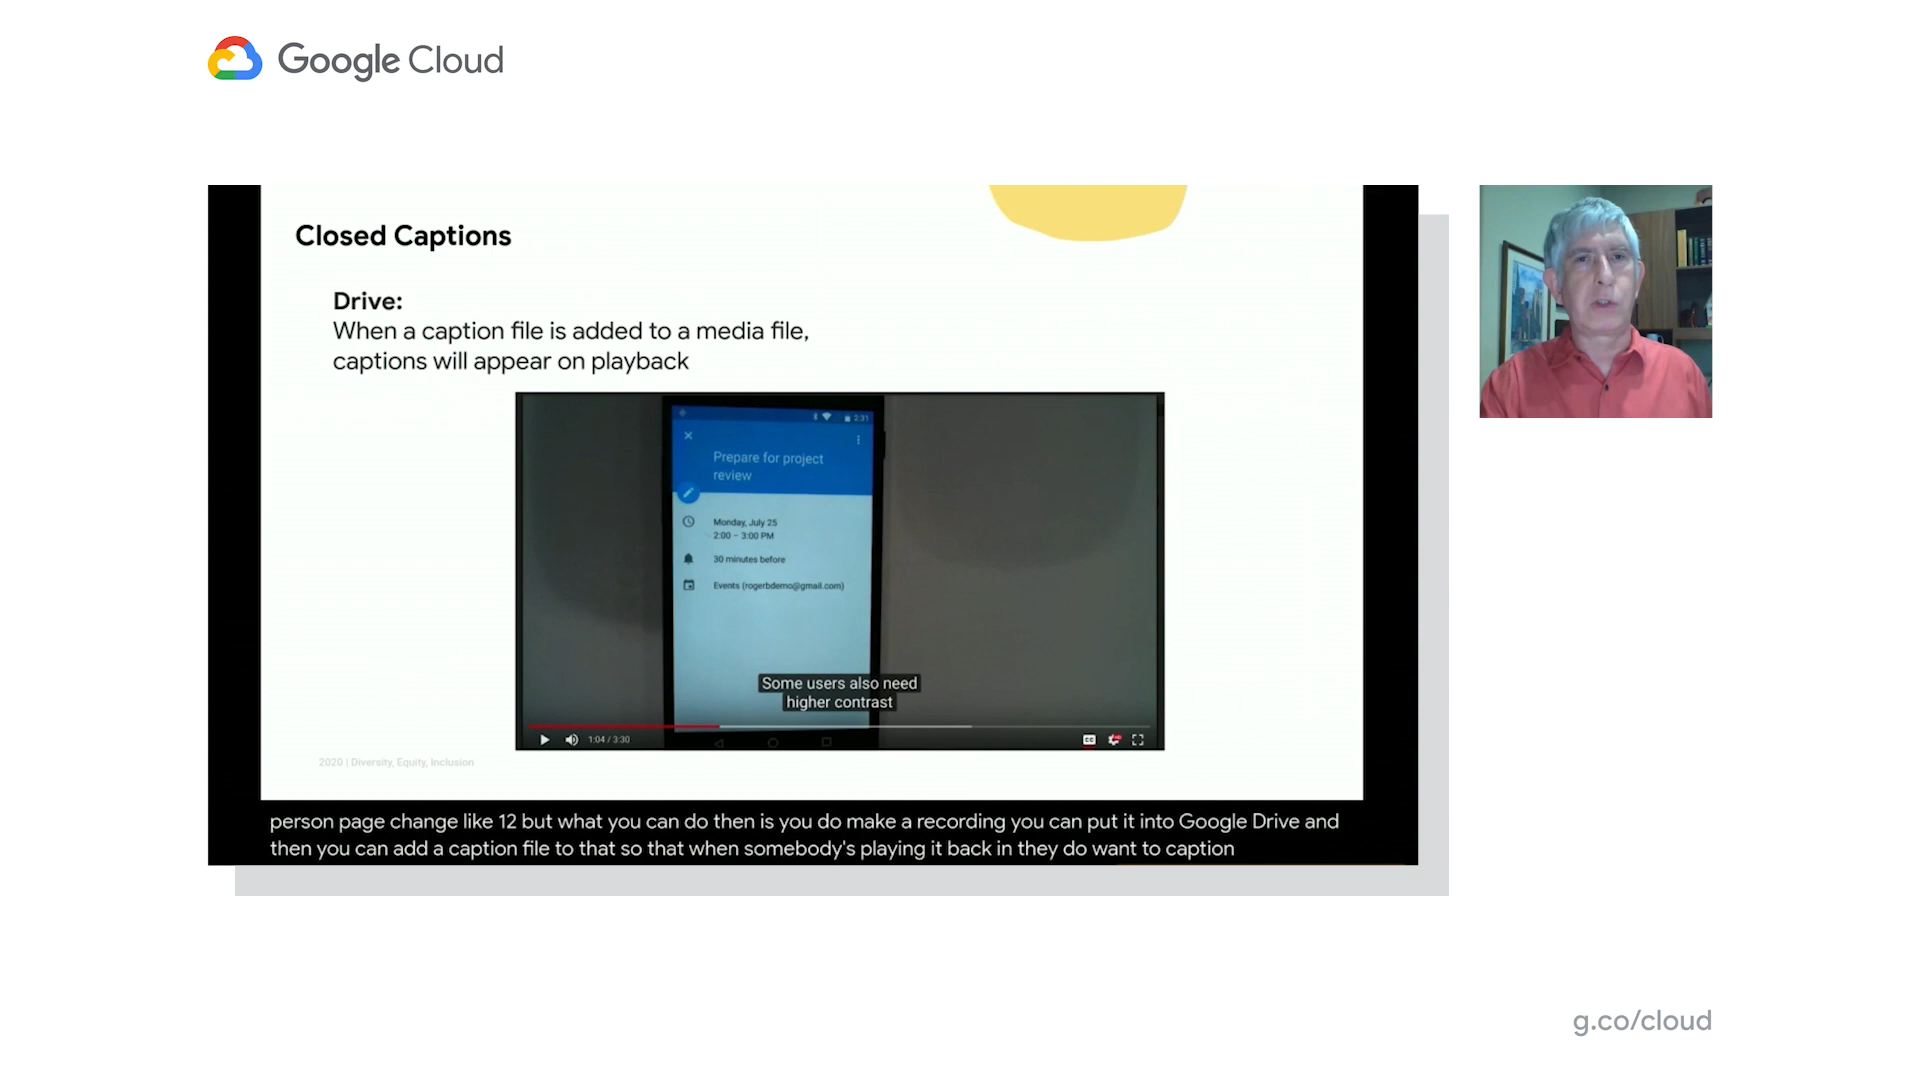 Google Cloud
Closed Captions
Drive:
When a caption file is added to a media file,
captions will appear on playback
2:31
Prepare for project
review
Monday, July 25
2:00 – 3:00 PM
30 minutes before
Events (rogerbdemo@gmail.com)
Some users also need
higher contrast
1:04 / 3:30
CC
2020 | Diversity, Equity, Inclusion
person page change like 12 but what you can do then is you do make a recording you can put it into Google Drive and
then you can add a caption file to that so that when somebody's playing it back in they do want to caption
g.co/cloud